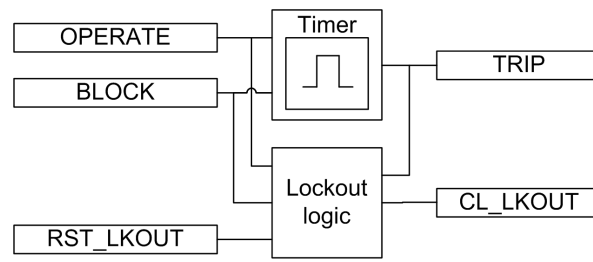 OPERATE
Timer
BLOCK
TRIP
Lockout
logic
CL_LKOUT
RST_LKOUT